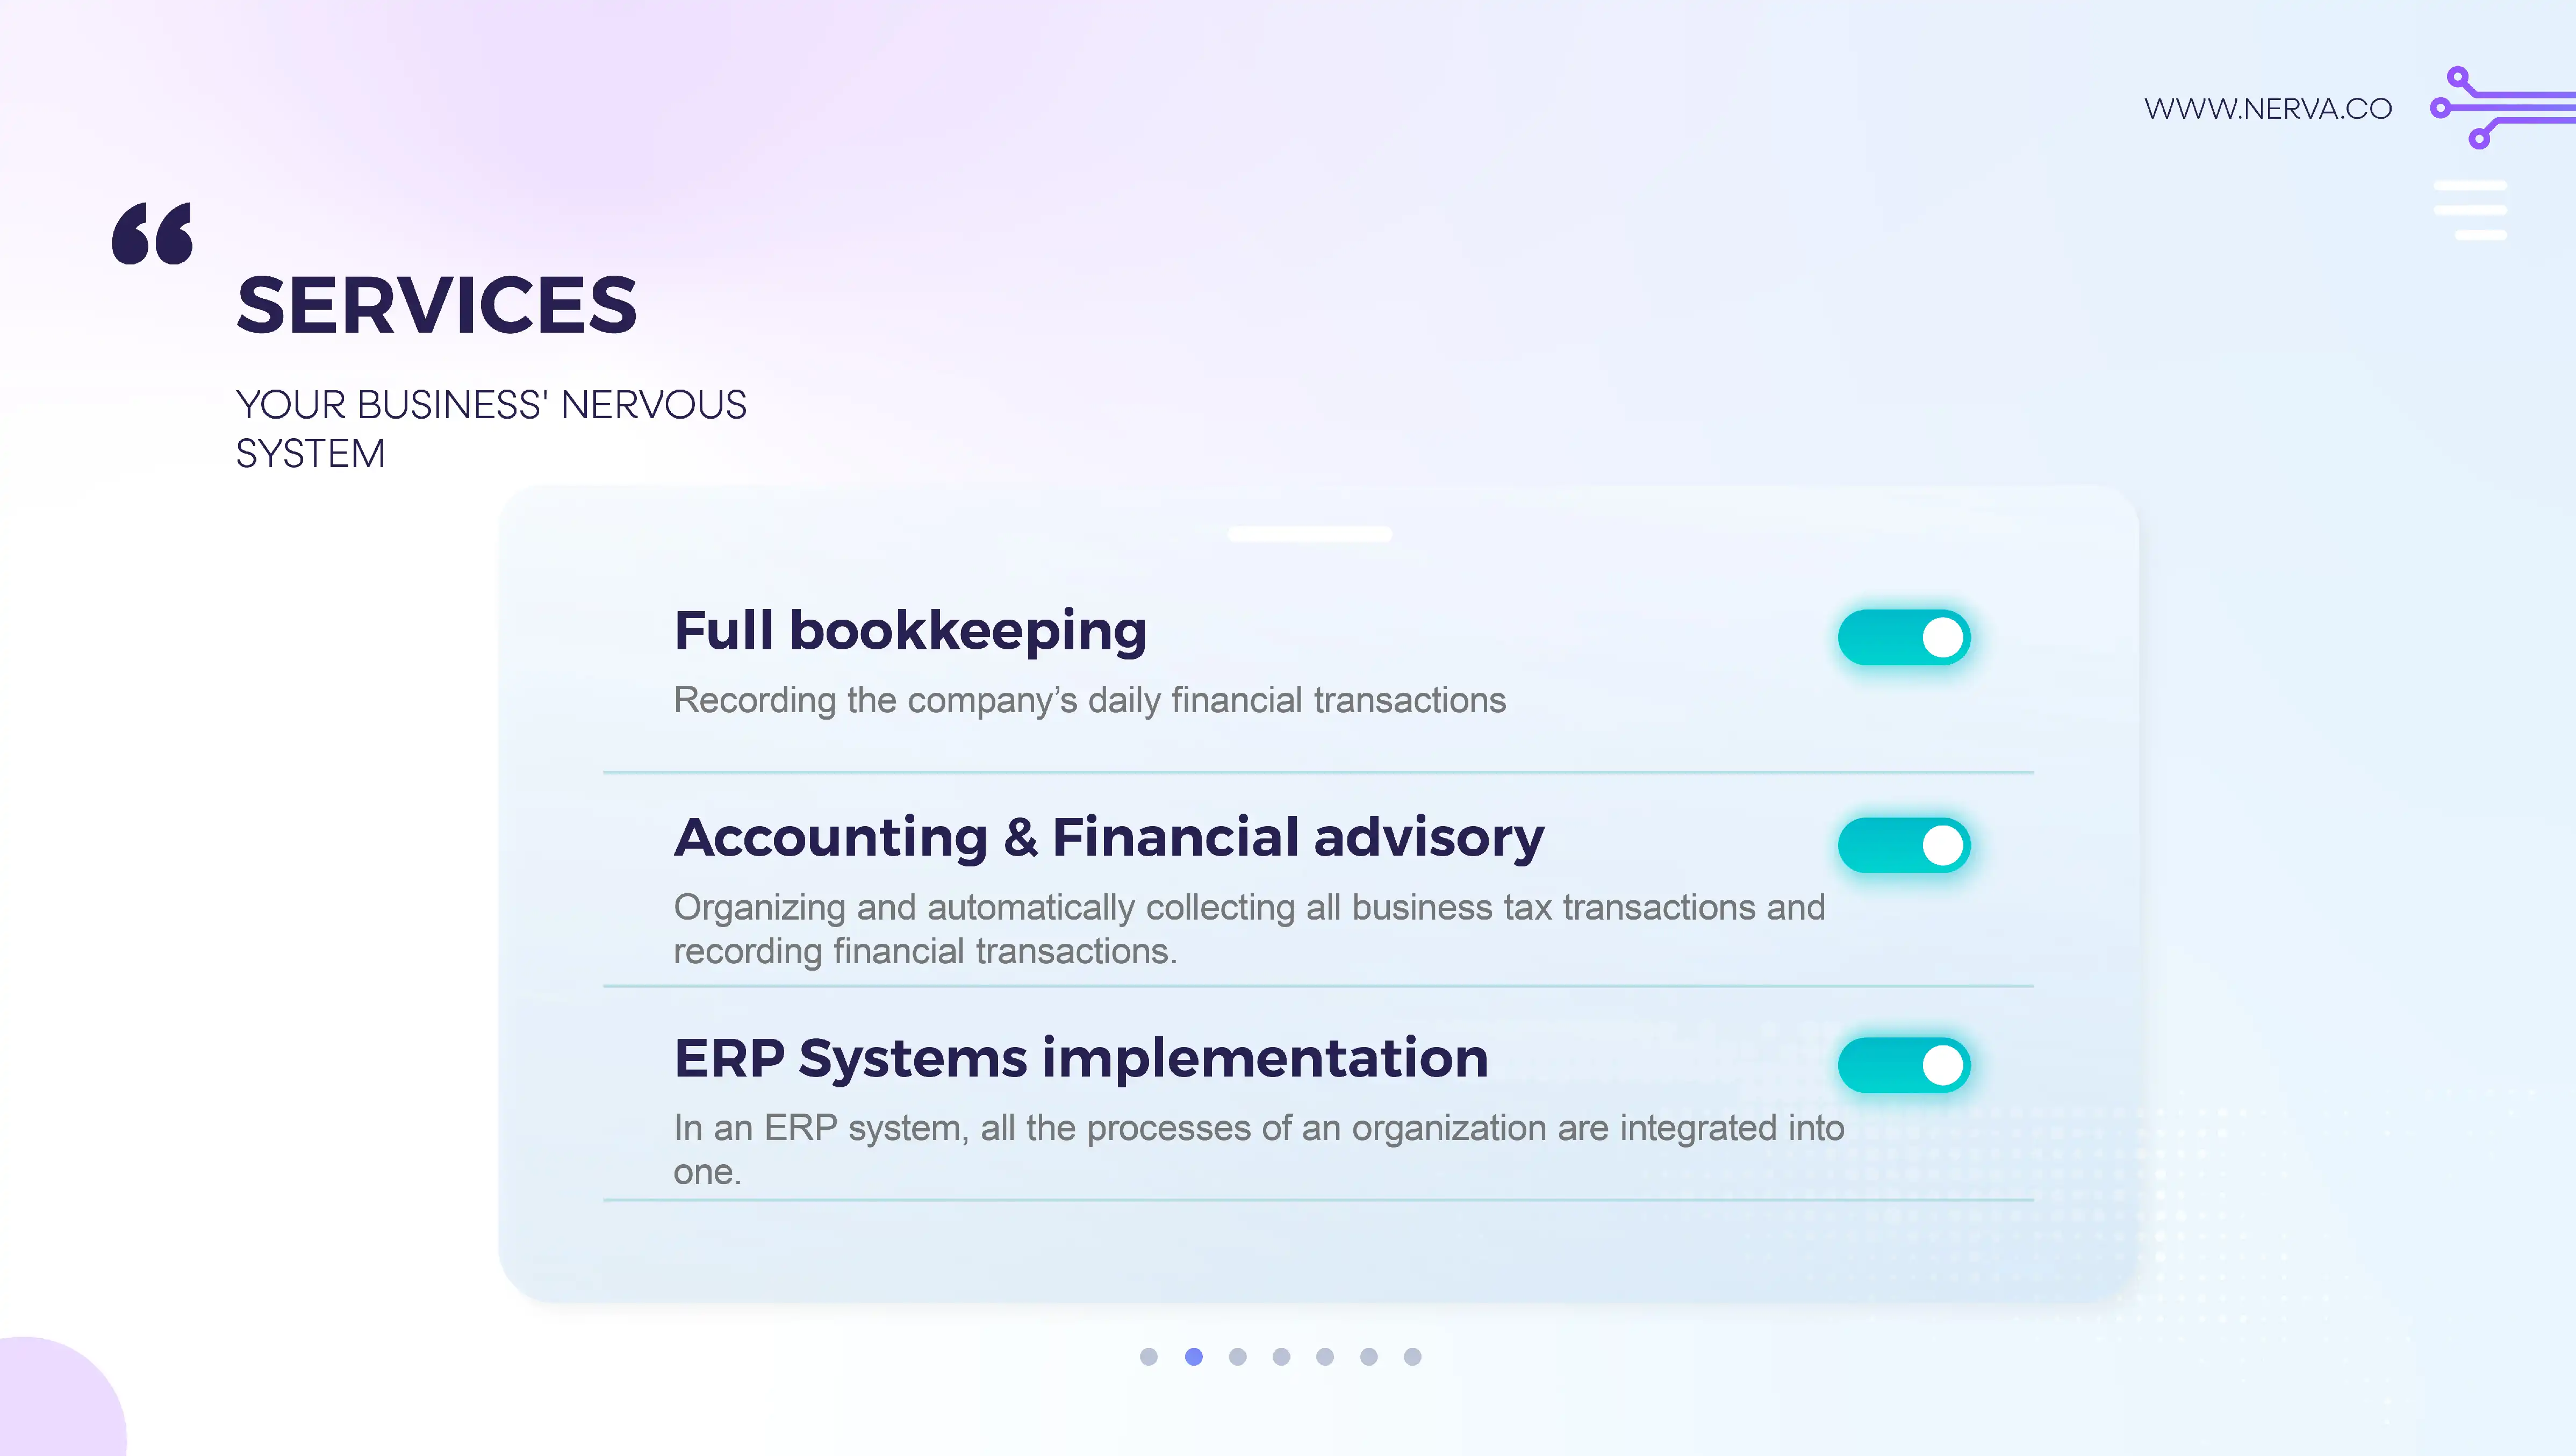 WWW.NERVA.CO
“
SERVICES
YOUR BUSINESS' NERVOUS
SYSTEM
Full bookkeeping
Recording the company’s daily financial transactions
Accounting & Financial advisory
Organizing and automatically collecting all business tax transactions and
recording financial transactions.
ERP Systems implementation
In an ERP system, all the processes of an organization are integrated into
one.